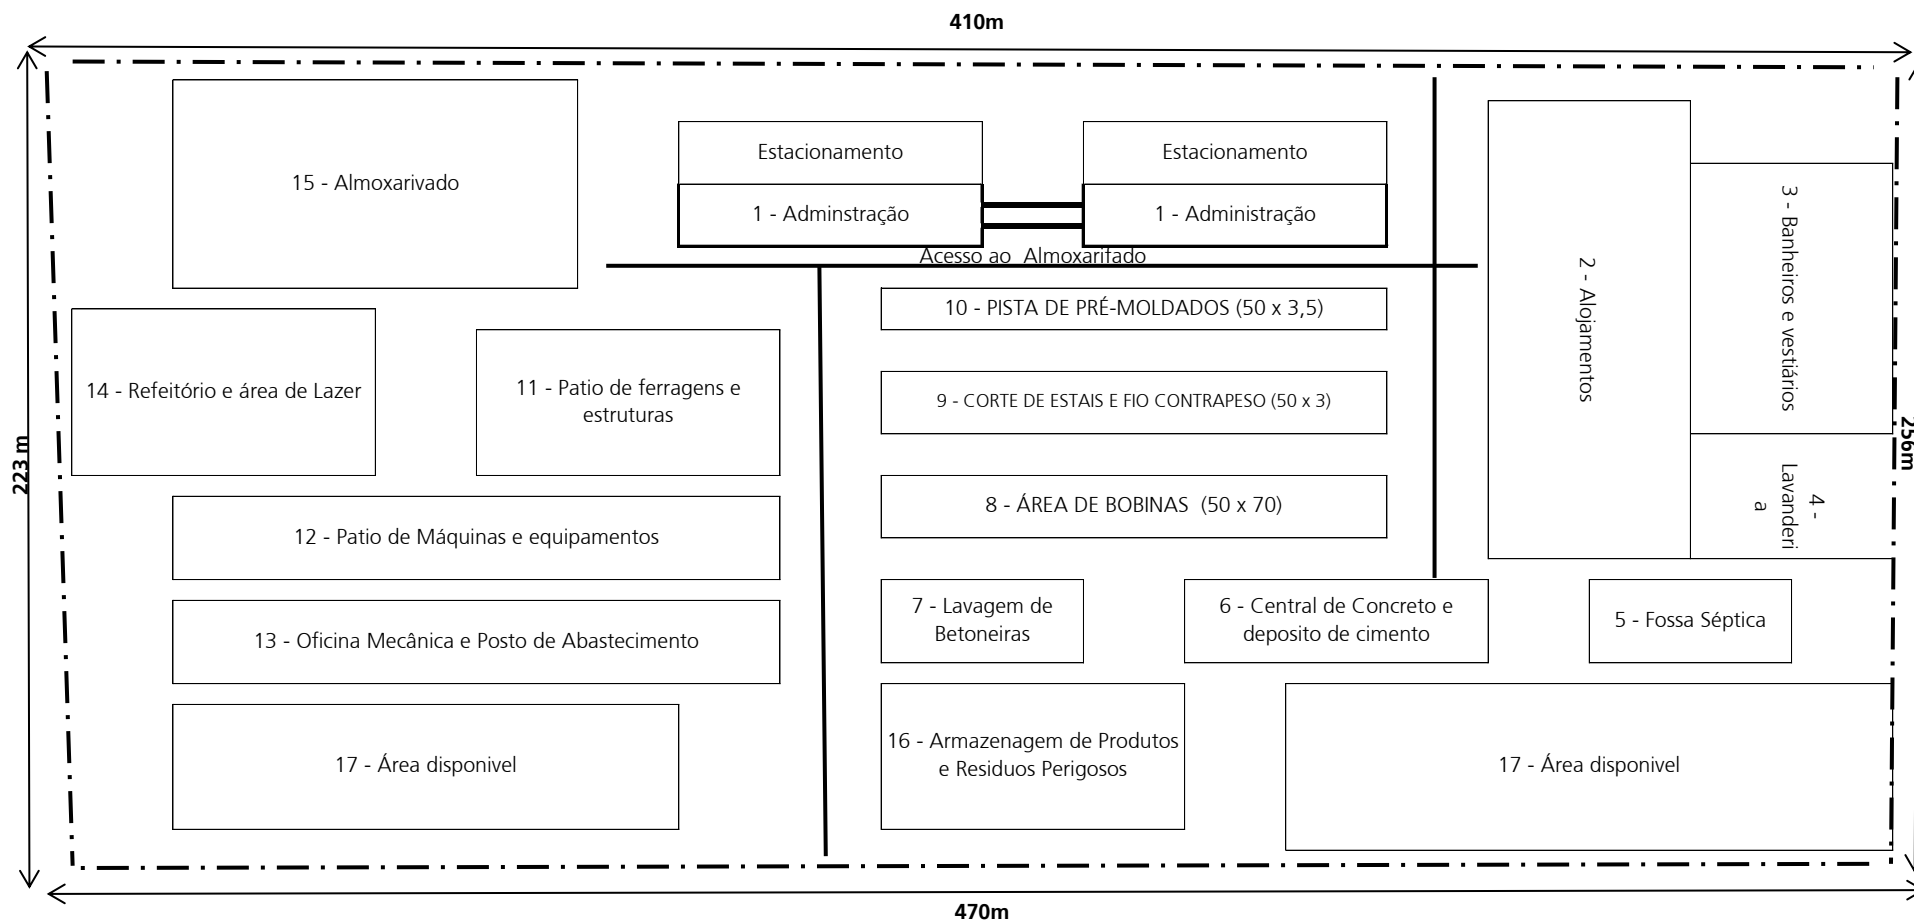 410m
Estacionamento
Estacionamento
15 - Almoxarivado
1 - Adminstração
1 - Administração
3 - Banheiros e vestiários
Acesso ao  Almoxarifado
2 - Alojamentos
10 - PISTA DE PRÉ-MOLDADOS (50 x 3,5)
14 - Refeitório e área de Lazer
11 - Patio de ferragens e
estruturas
9 - CORTE DE ESTAIS E FIO CONTRAPESO (50 x 3)
223 m
256m
4 -
Lavanderi
a
8 - ÁREA DE BOBINAS  (50 x 70)
12 - Patio de Máquinas e equipamentos
7 - Lavagem de
Betoneiras
6 - Central de Concreto e
deposito de cimento
5 - Fossa Séptica
13 - Oficina Mecânica e Posto de Abastecimento
16 - Armazenagem de Produtos
e Residuos Perigosos
17 - Área disponivel
17 - Área disponivel
470m